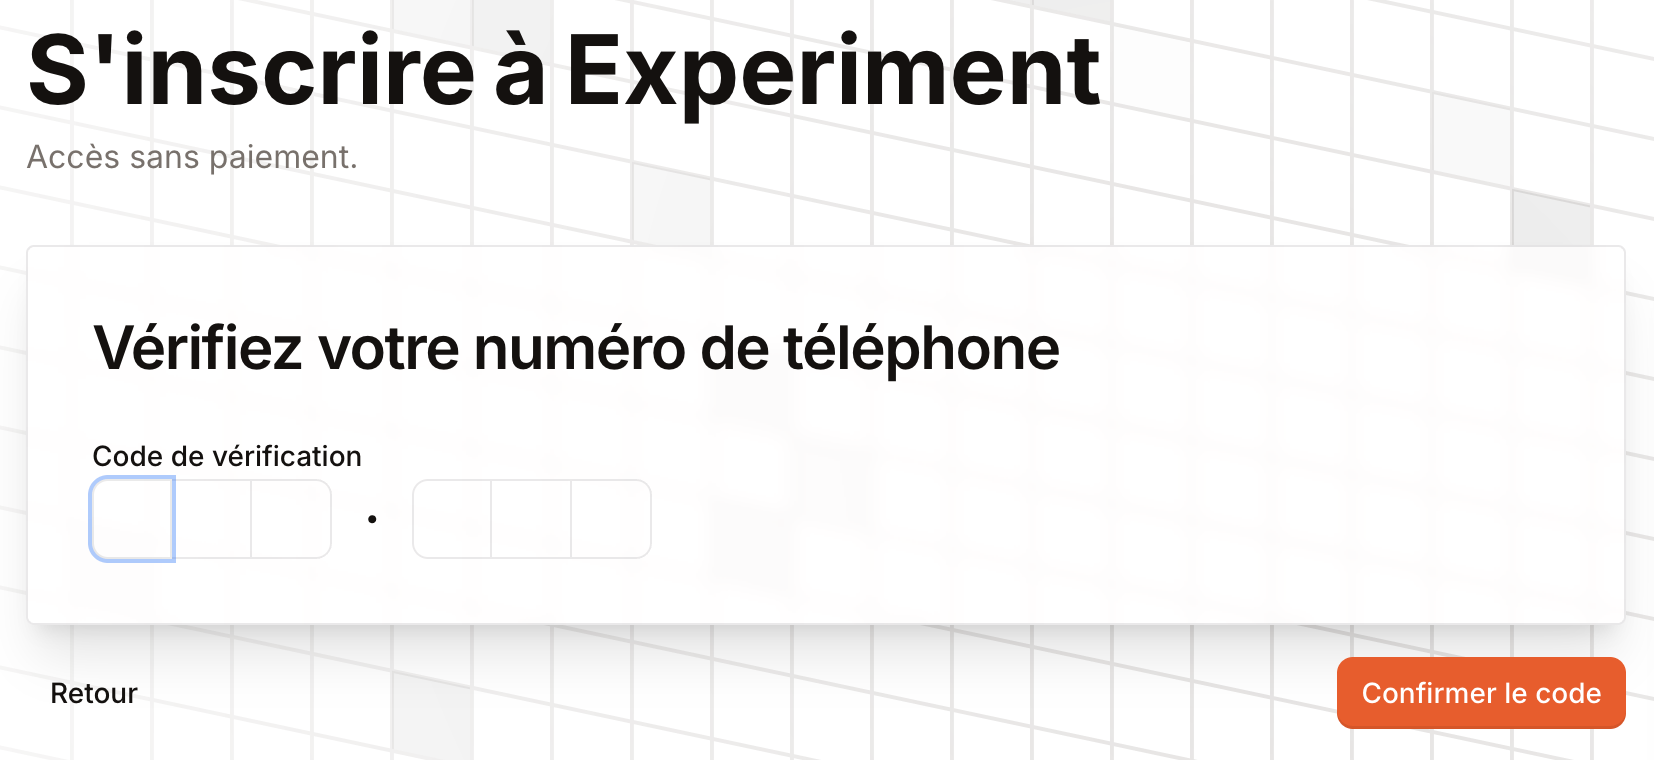 S'inscrire à Experiment
Accès sans paiement.
Vérifiez votre numéro de téléphone
Code de vérification
Retour
Confirmer le code